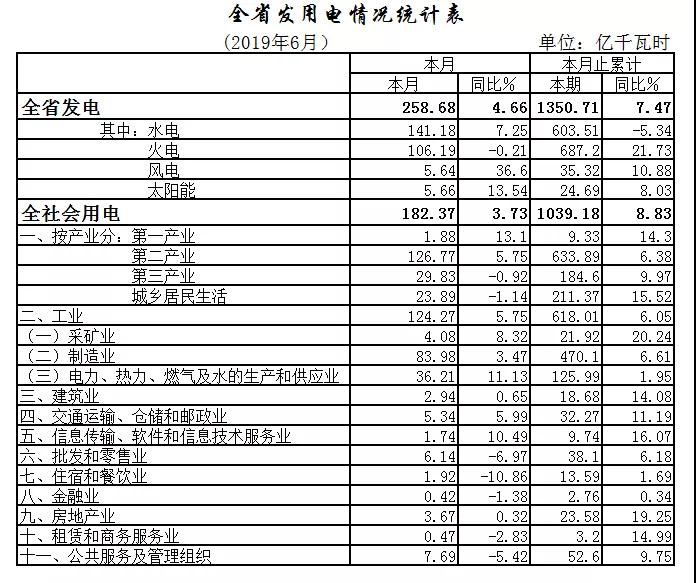 全省发用电情况统计表
(2019年6月) 单位：亿千瓦时
本月 本月止累计
本月 同比% 本期 同比%
全省发电 258.68 4.66 1350.71 7.47
其中：水电 141.18 7.25 603.51 -5.34
火电 106.19 -0.21 687.2 21.73
风电 5.64 36.6 35.32 10.88
太阳能 5.66 13.54 24.69 8.03
全社会用电 182.37 3.73 1039.18 8.83
一、按产业分：第一产业 1.88 13.1 9.33 14.3
第二产业 126.77 5.75 633.89 6.38
第三产业 29.83 -0.92 184.6 9.97
城乡居民生活 23.89 -1.14 211.37 15.52
二、工业 124.27 5.75 618.01 6.05
（一）采矿业 4.08 8.32 21.92 20.24
（二）制造业 83.98 3.47 470.1 6.61
（三）电力、热力、燃气及水的生产和供应业 36.21 11.13 125.99 1.95
三、建筑业 2.94 0.65 18.68 14.08
四、交通运输、仓储和邮政业 5.34 5.99 32.27 11.19
五、信息传输、软件和信息技术服务业 1.74 10.49 9.74 16.07
六、批发和零售业 6.14 -6.97 38.1 6.18
七、住宿和餐饮业 1.92 -10.86 13.59 1.69
八、金融业 0.42 -1.38 2.76 0.34
九、房地产业 3.67 0.32 23.58 19.25
十、租赁和商务服务业 0.47 -2.83 3.2 14.99
十一、公共服务及管理组织 7.69 -5.42 52.6 9.75